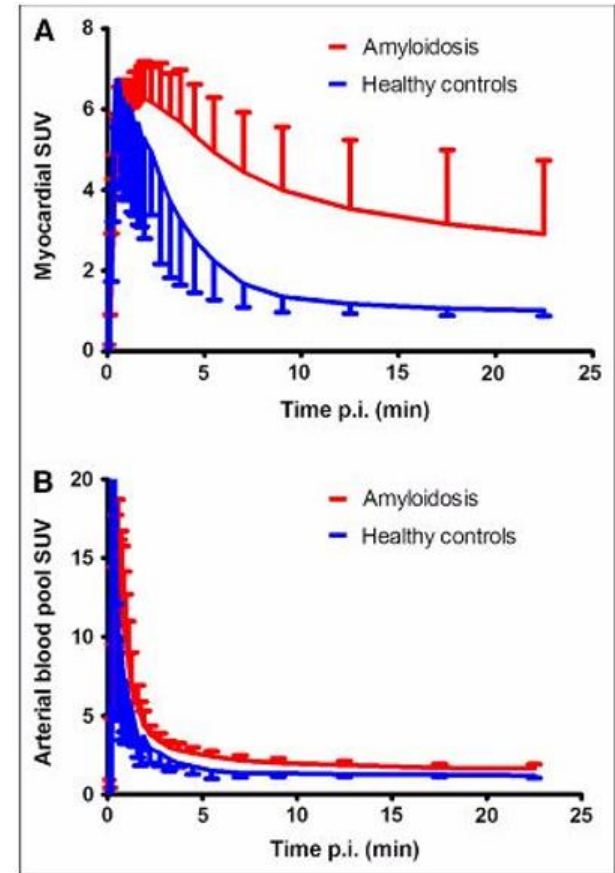 A
Amyloidosis
Healthy controls
Myocardial SUV
8
6
4
2
0
0 5 10 15 20 25
Time p.i. (min)
B
Amyloidosis
Healthy controls
Arterial blood pool SUV
20
15
10
5
0
0 5 10 15 20 25
Time p.i. (min)